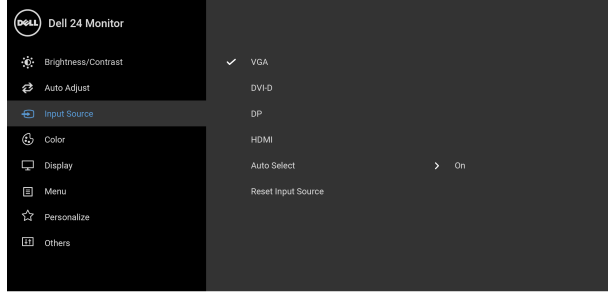 DELL Dell 24 Monitor
Brightness/Contrast
VGA
Auto Adjust
DVI-D
Input Source
DP
Color
HDMI
Display
Auto Select
On
Menu
Reset Input Source
Personalize
Others